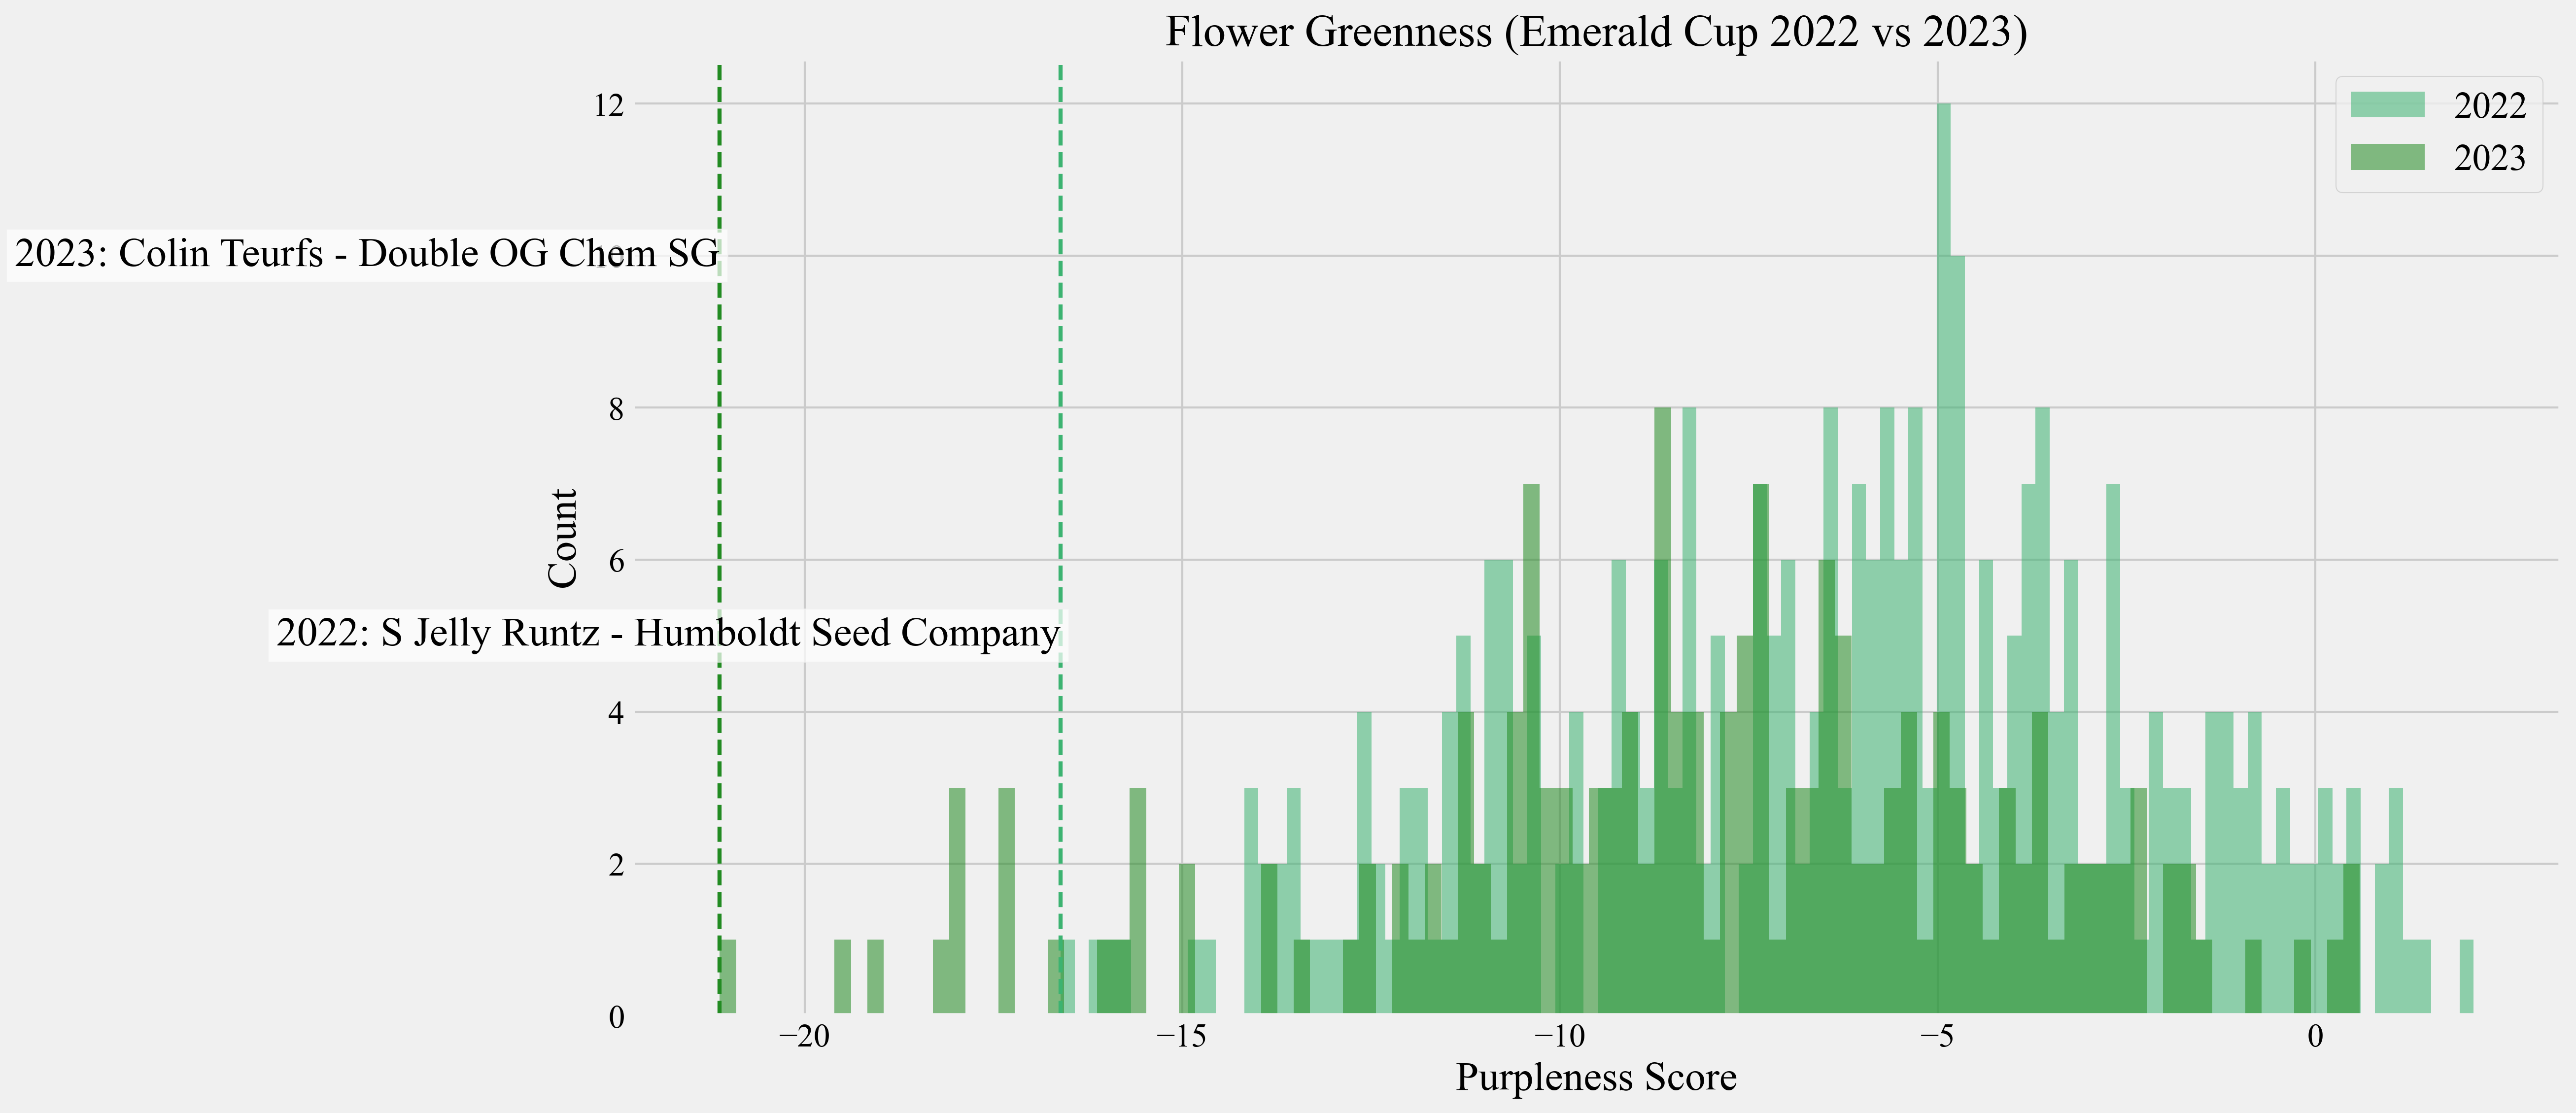 Flower Greenness (Emerald Cup 2022 vs 2023)
2022
2023
12
2023: Colin Teurfs - Double OG Chem SG
10
8
Count
6
2022: S Jelly Runtz - Humboldt Seed Company
4
2
0
−20 −15 −10 −5 0
Purpleness Score